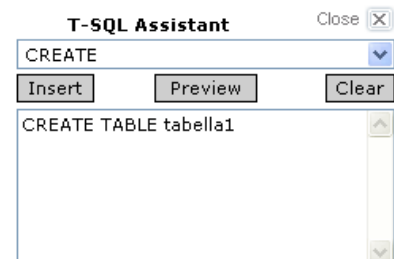 T-SQL Assistant Close
CREATE
Insert Preview Clear
CREATE TABLE tabella1